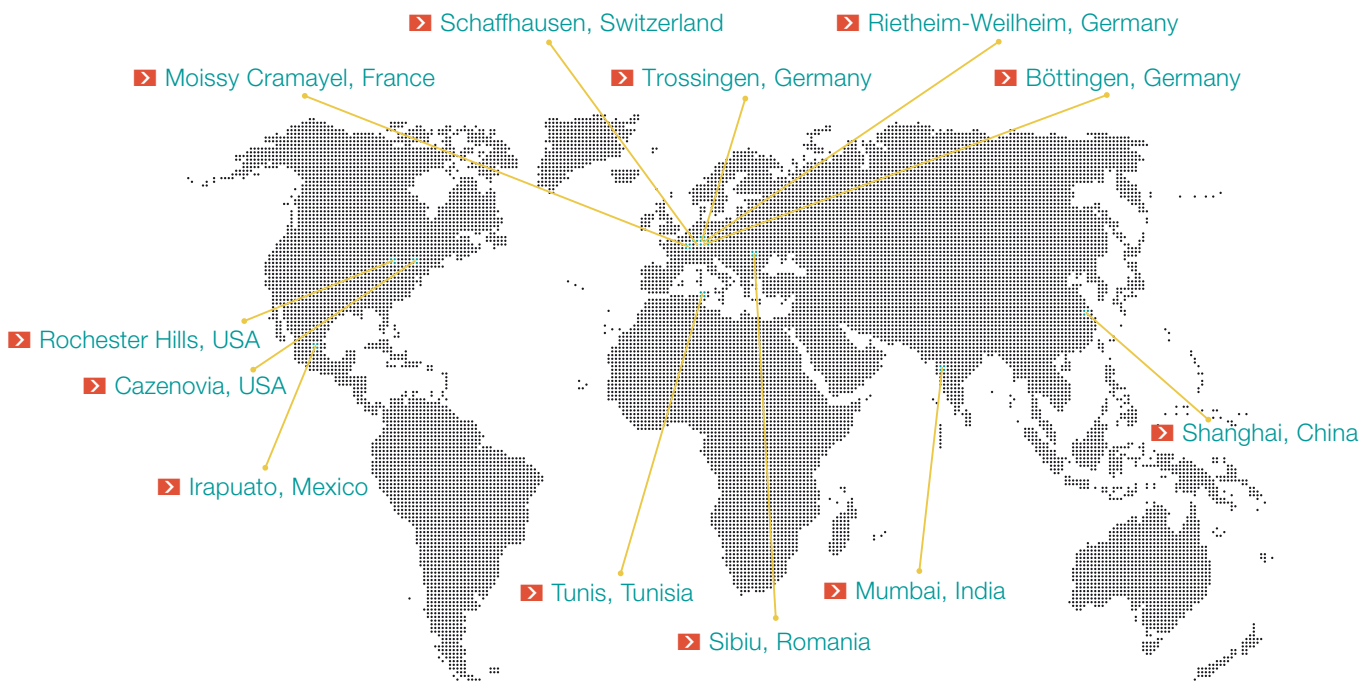 Schaffhausen, Switzerland
Rietheim-Weilheim, Germany
Moissy Cramayel, France
Trossingen, Germany
Böttingen, Germany
Rochester Hills, USA
Cazenovia, USA
Shanghai, China
Irapuato, Mexico
Tunis, Tunisia
Mumbai, India
Sibiu, Romania